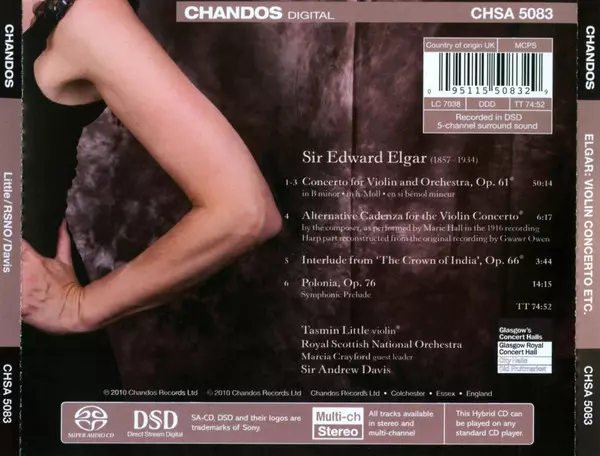 CHANDOS DIGITAL
CHSA 5083
CHANDOS
Little/RSNO/Davis
CHSA 5083
CHANDOS
ELGAR: VIOLIN CONCERTO ETC.
CHSA 5083
Country of origin UK
MCPS
0 95115 50832 9
LC 7038
DDD
TT 74:52
Recorded in DSD
5-channel surround sound
Sir Edward Elgar (1857–1934)
1-3 Concerto for Violin and Orchestra, Op. 61* 50:14
in B minor • in h-Moll • en si bémol mineur
4 Alternative Cadenza for the Violin Concerto* 6:17
by the composer, as performed by Marie Hall in the 1916 recording
Harp part reconstructed from the original recording by Gwawr Owen
5 Interlude from 'The Crown of India', Op. 66* 3:44
6 Polonia, Op. 76 14:15
Symphonic Prelude
TT 74:52
Tasmin Little violin*
Royal Scottish National Orchestra
Marcia Crayford guest leader
Sir Andrew Davis
Glasgow's
Concert Halls
Glasgow Royal
Concert Hall
City Halls
Old Fruitmarket
℗ 2010 Chandos Records Ltd © 2010 Chandos Records Ltd Chandos Records Ltd • Colchester • Essex • England
SUPER AUDIO CD
DSD
Direct Stream Digital
SA-CD, DSD and their logos are
trademarks of Sony.
Multi-ch
Stereo
All tracks available
in stereo and
multi-channel
This Hybrid CD can
be played on any
standard CD player.